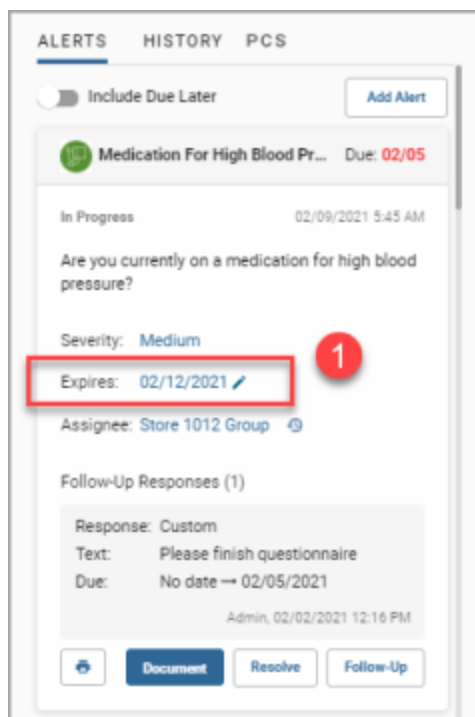 ALERTS HISTORY PCS
Include Due Later Add Alert
Medication For High Blood Pr... Due: 02/05
In Progress 02/09/2021 5:45 AM
Are you currently on a medication for high blood
pressure?
Severity: Medium
1
Expires: 02/12/2021
Assignee: Store 1012 Group
Follow-Up Responses (1)
Response: Custom
Text: Please finish questionnaire
Due: No date → 02/05/2021
Admin, 02/02/2021 12:16 PM
Document Resolve Follow-Up